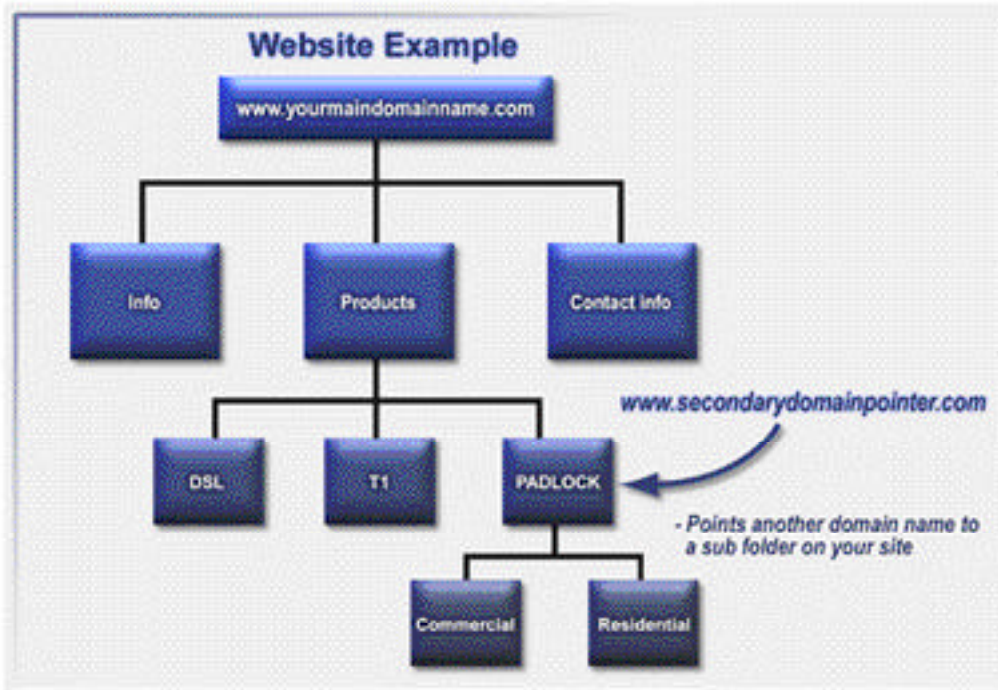 Website Example
www.yourmaindomainname.com
Info
Products
Contact info
www.secondarydomainpointer.com
DSL
T1
PADLOCK
- Points another domain name to
a sub folder on your site
Commercial
Residential